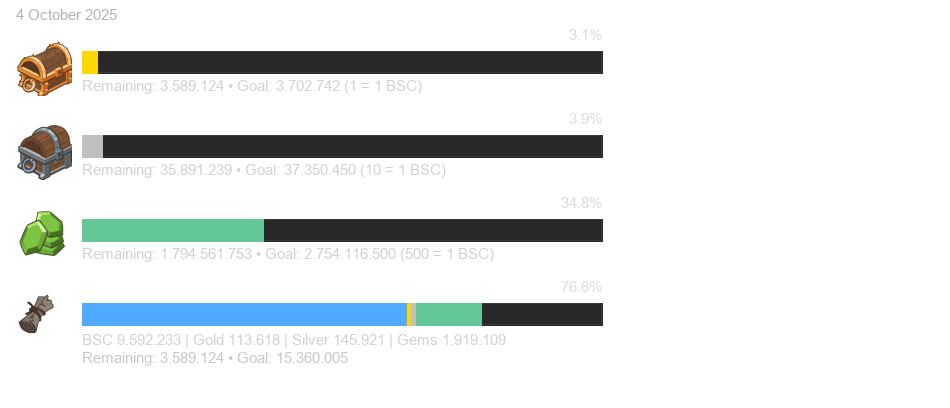 4 October 2025
3.1%
Remaining: 3.589.124 • Goal: 3.702.742 (1 = 1 BSC)
3.9%
Remaining: 35.891.239 • Goal: 37.350.450 (10 = 1 BSC)
34.8%
Remaining: 1.794.561.753 • Goal: 2.754.116.500 (500 = 1 BSC)
76.6%
BSC 9.592.233 | Gold 113.618 | Silver 145.921 | Gems 1.919.109
Remaining: 3.589.124 • Goal: 15.360.005